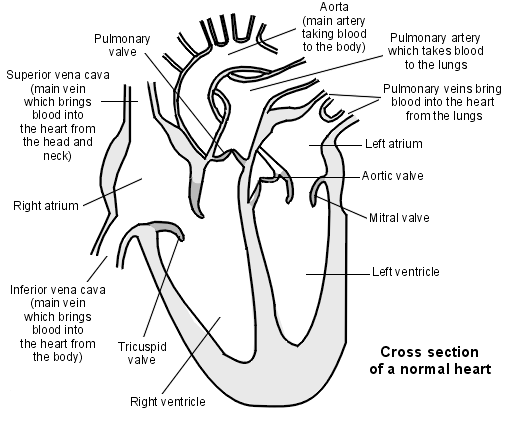 Aorta
(main artery
taking blood
to the body)
Pulmonary
valve
Pulmonary artery
which takes blood
to the lungs
Superior vena cava
(main vein
which brings
blood into
the heart from
the head and
neck)
Pulmonary veins bring
blood into the heart
from the lungs
Left atrium
Aortic valve
Right atrium
Mitral valve
Left ventricle
Inferior vena cava
(main vein
which brings
blood into
the heart from
the body)
Tricuspid
valve
Right ventricle
Cross section
of a normal heart